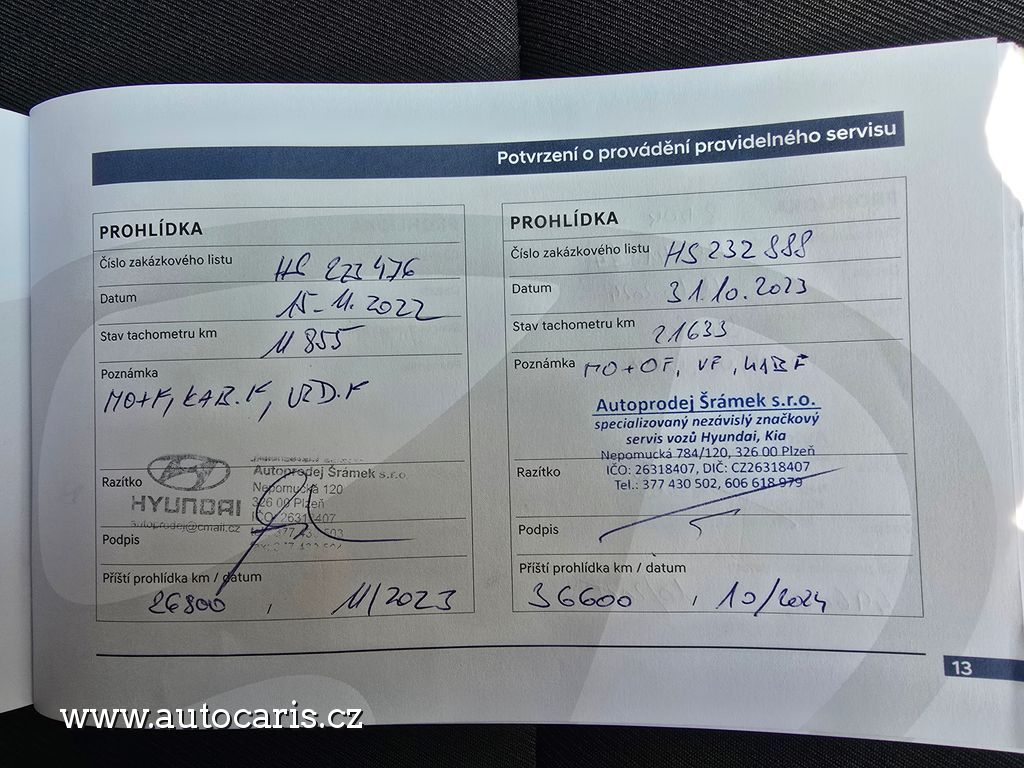 Potvrzení o provádění pravidelného servisu
PROHLÍDKA
Číslo zakázkového listu HS 223 476
Datum 15-11.2022
Stav tachometru km 11 855
Poznámka
MO+F, KAB.F, VZD.F
Razítko
HYUNDAI
autoprodej@cmail.cz
Autoprodej Šrámek s.r.o.
Nepomucká 120
326 00 Plzeň
IČO: 26318407
Podpis
Příští prohlídka km / datum
26800 , 11/2023
PROHLÍDKA
Číslo zakázkového listu HS 232 888
Datum 31.10.2023
Stav tachometru km 21633
Poznámka MO+OF, VF, KABF
Autoprodej Šrámek s.r.o.
specializovaný nezávislý značkový
servis vozů Hyundai, Kia
Nepomucká 784/120, 326 00 Plzeň
Razítko
IČO: 26318407, DIČ: CZ26318407
Tel.: 377 430 502, 606 618 979
Podpis
Příští prohlídka km / datum
36600 , 10/2024
13
www.autocaris.cz